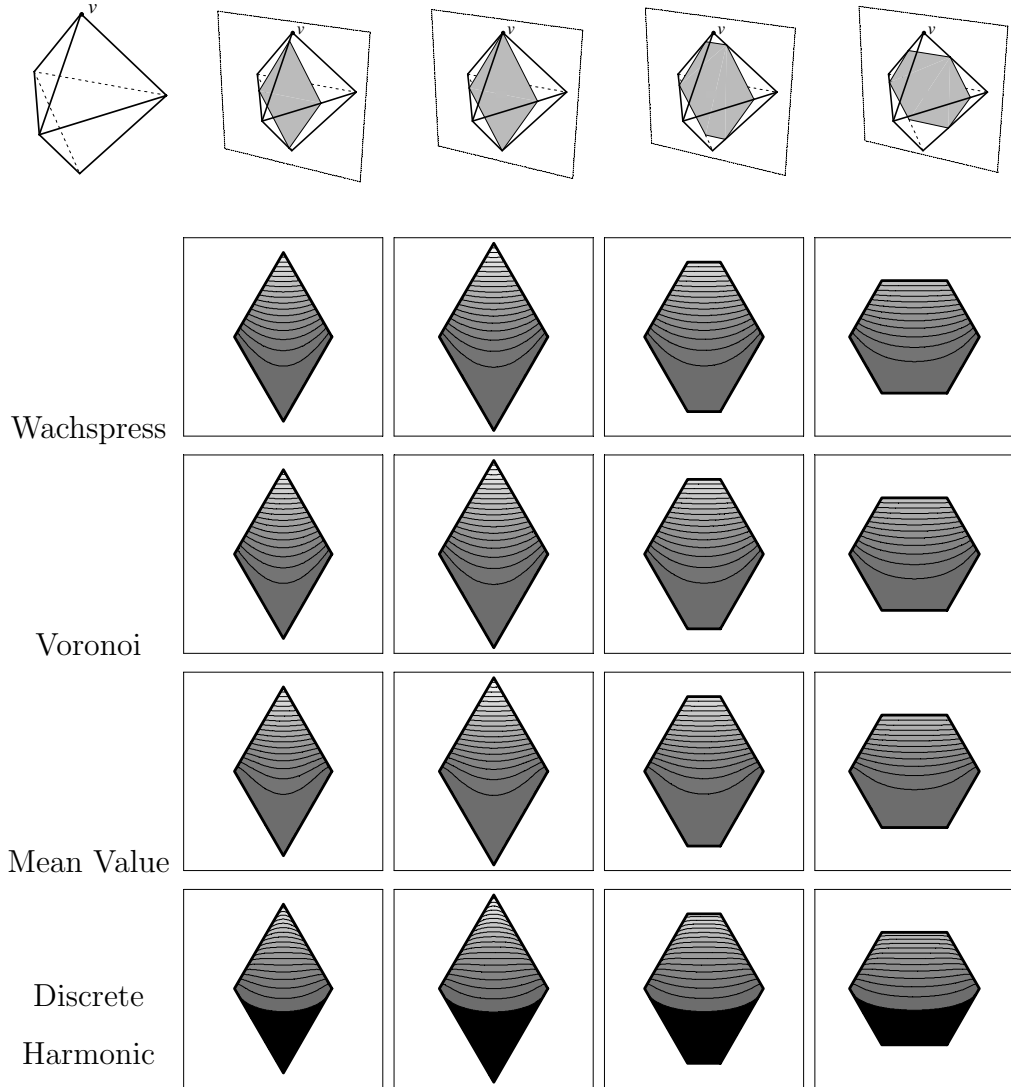 v v v v v
Wachspress
Voronoi
Mean Value
Discrete
Harmonic